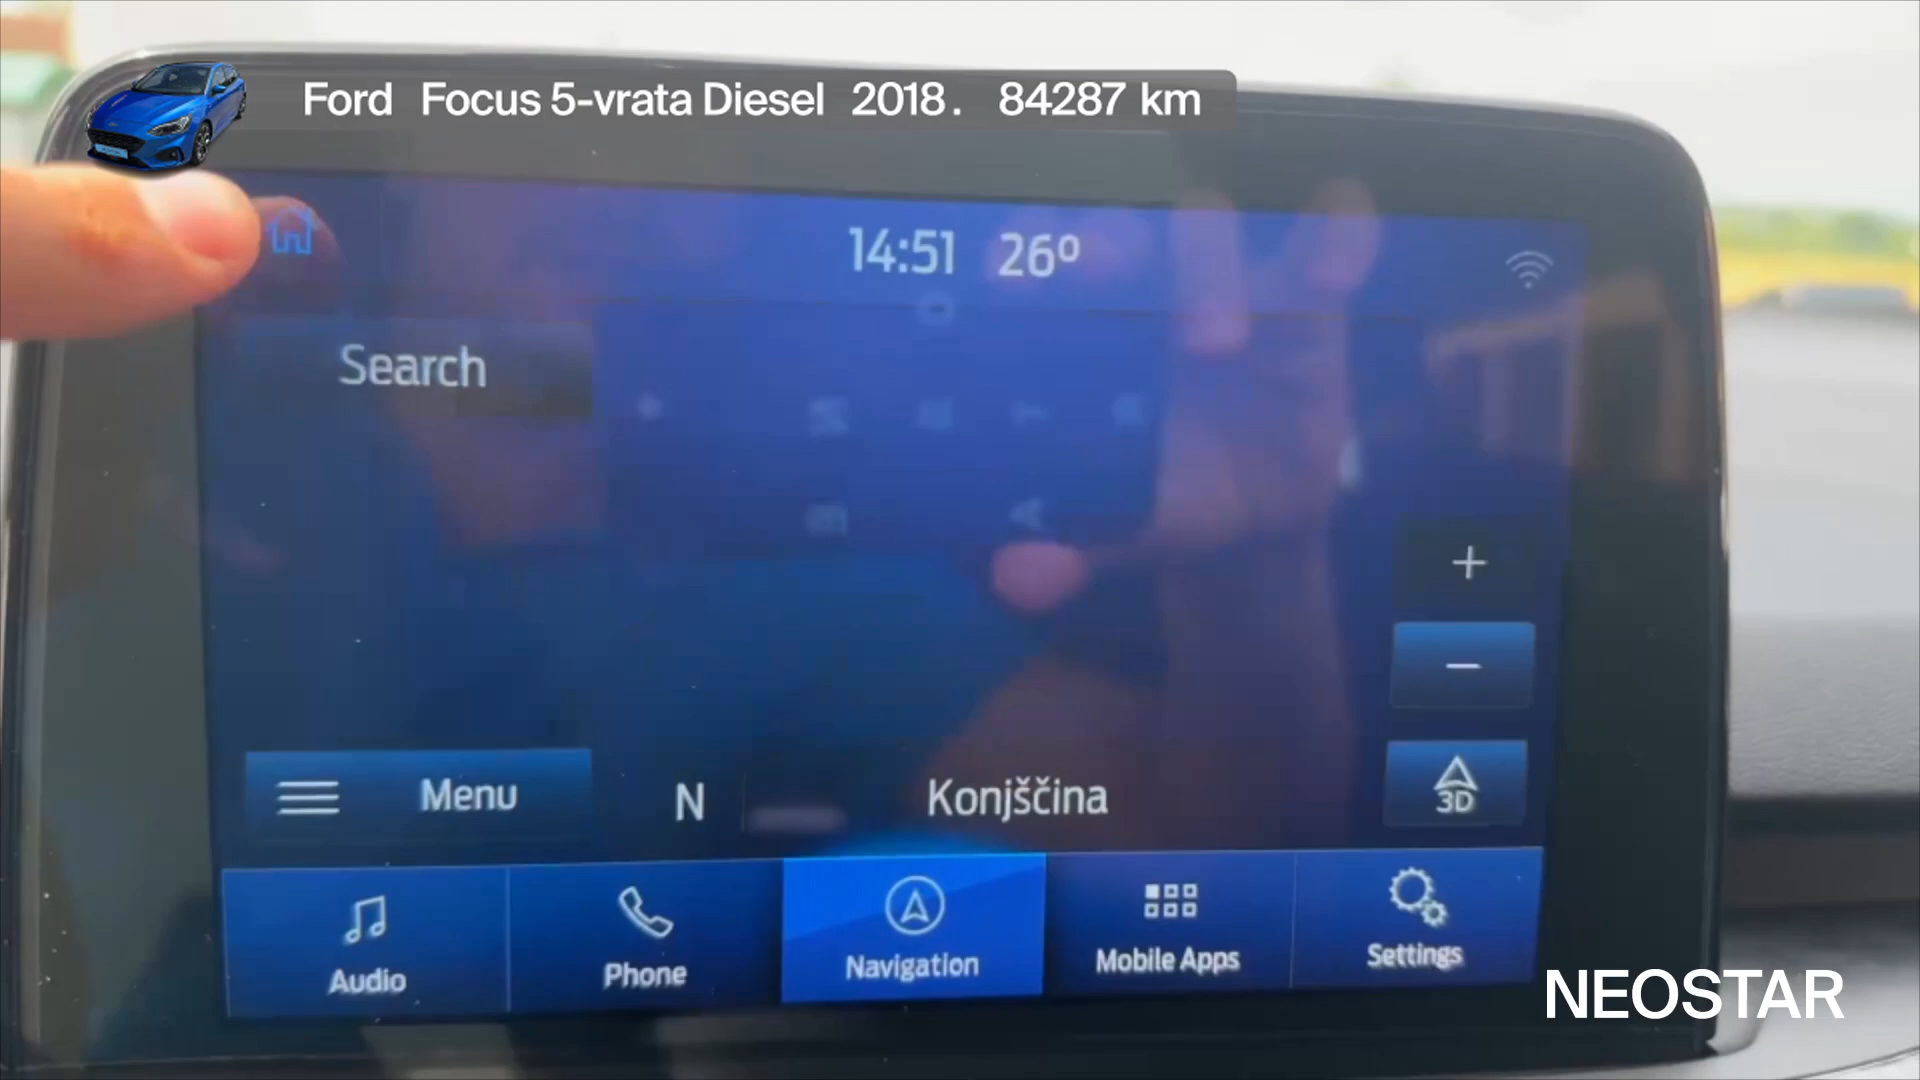 Ford Focus 5-vrata Diesel 2018. 84287 km
14:51 26º
Search
Menu N Konjščina
3D
Audio Phone Navigation Mobile Apps Settings
NEOSTAR